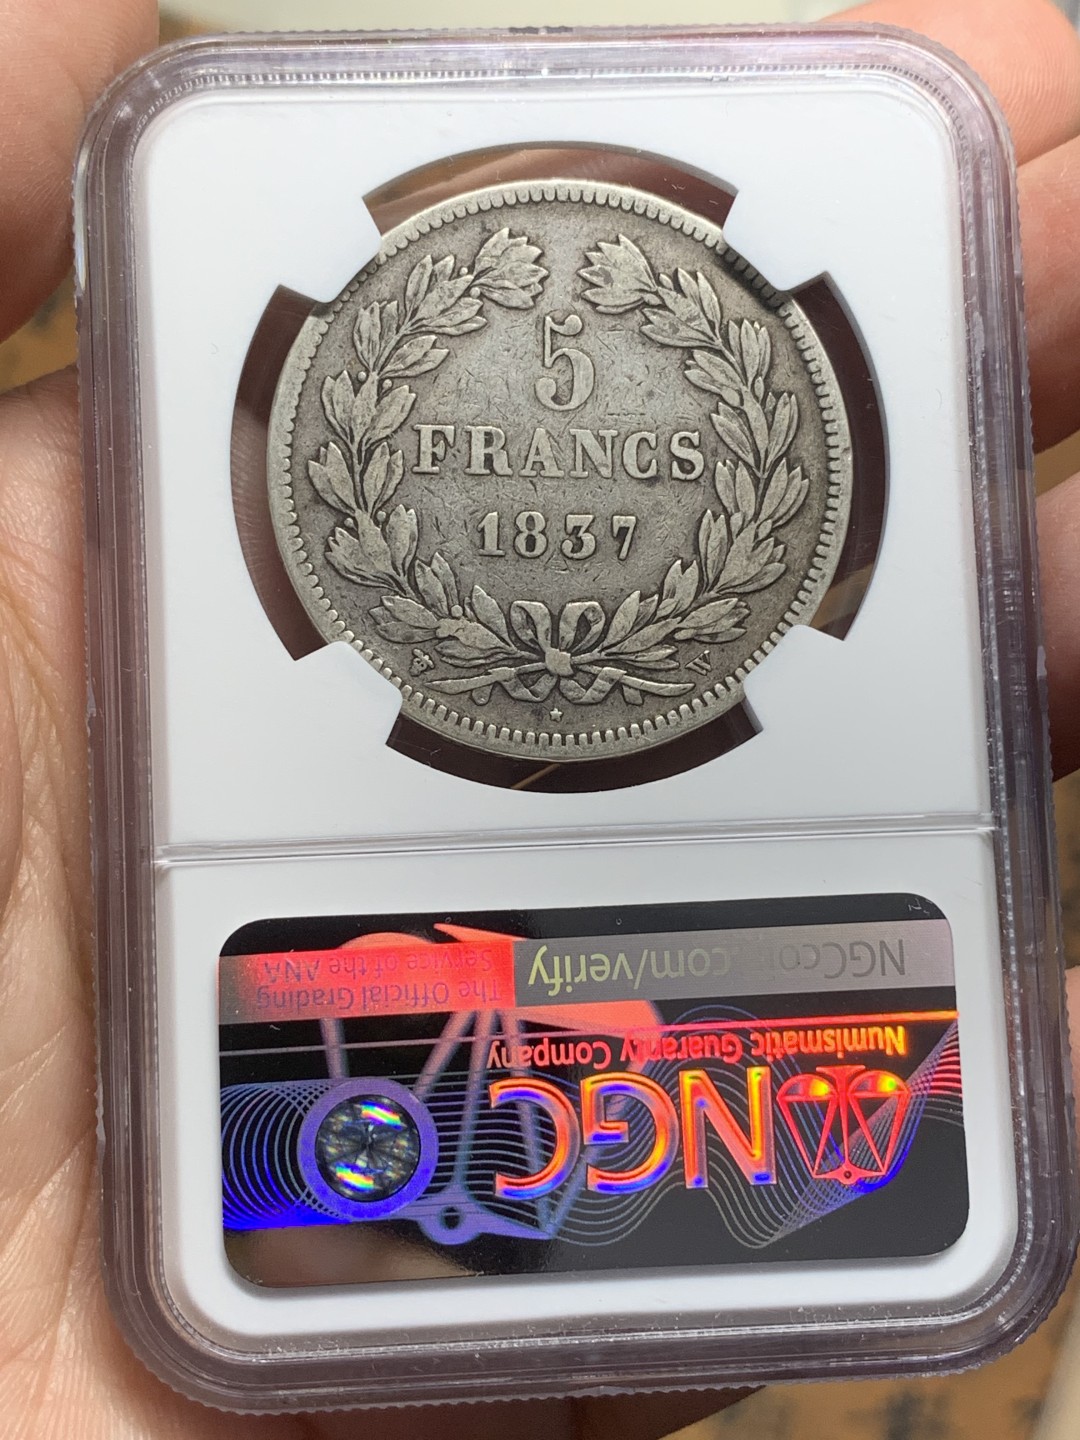 5
FRANCS
1837
W
NGCcoin.com/verify
The Official Grading
Service of the ANA
Numismatic Guaranty Company
NGC